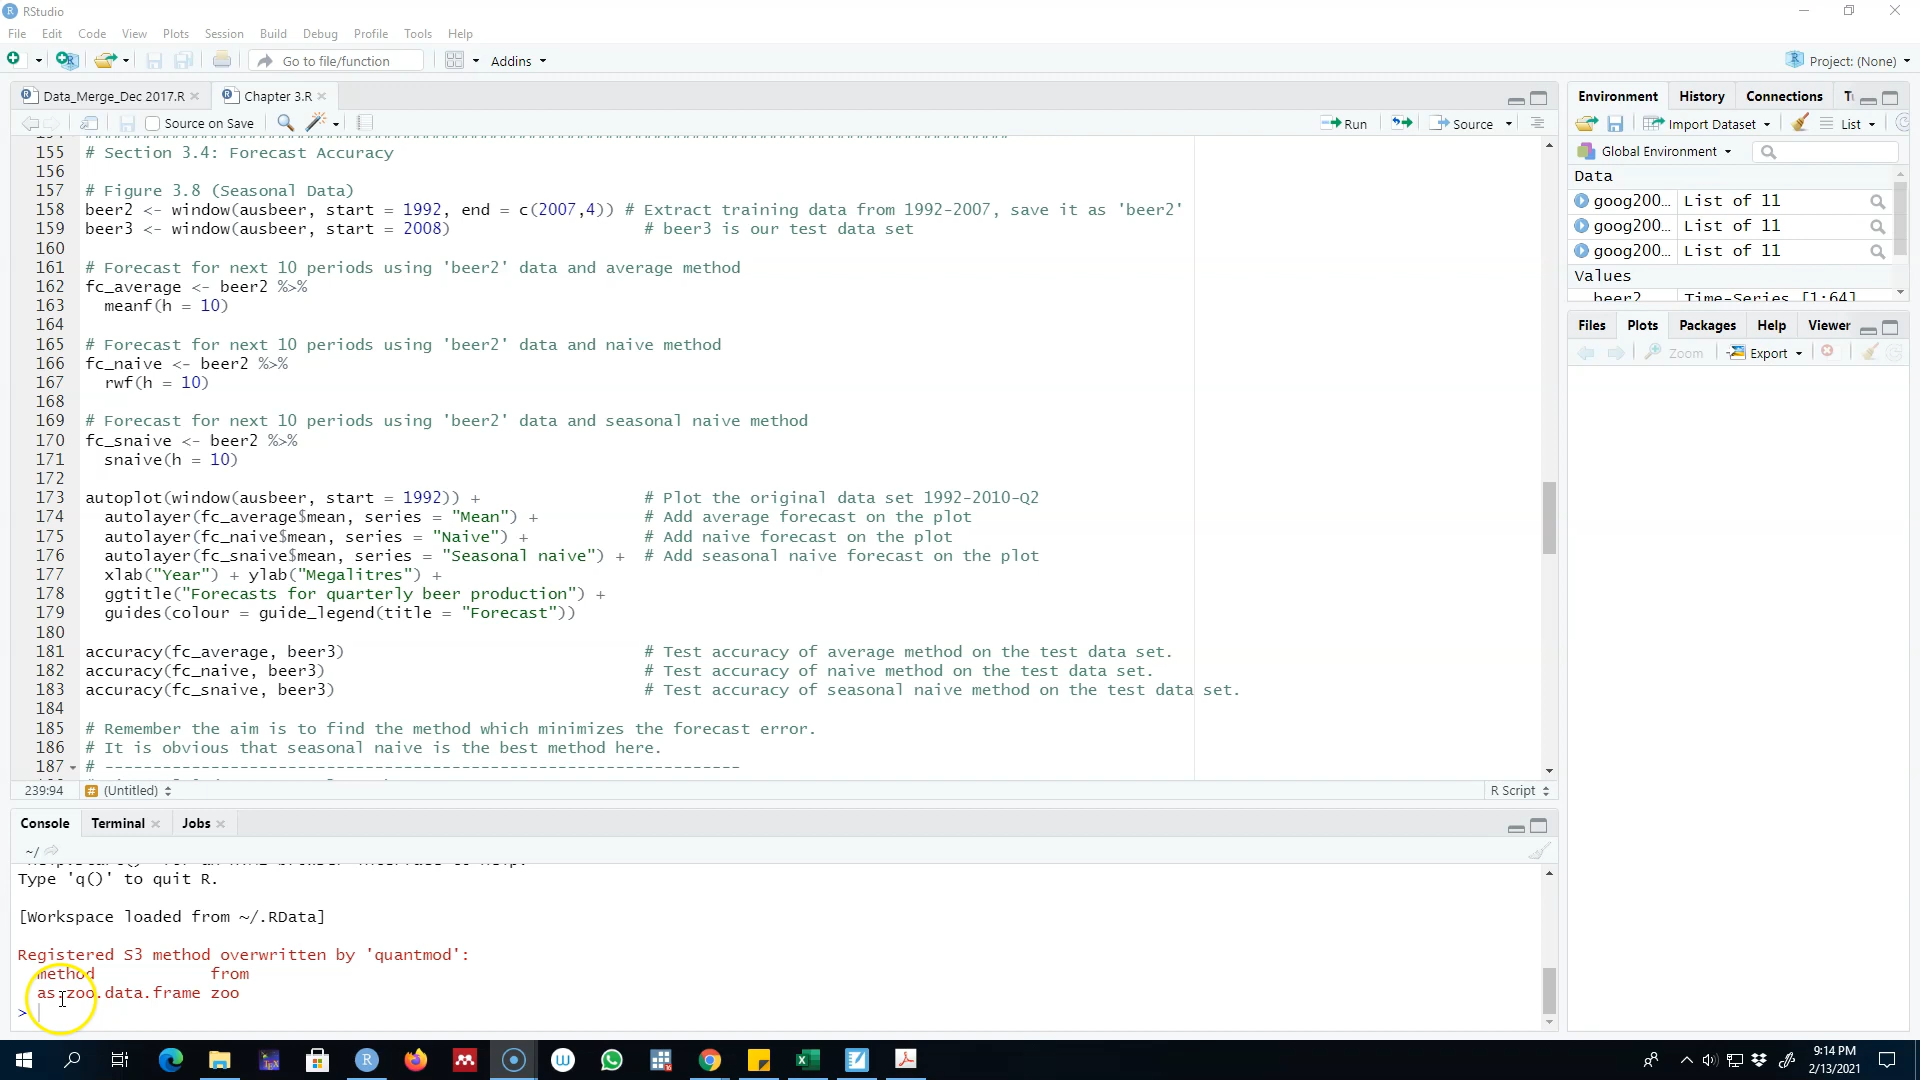 RStudio
File Edit Code View Plots Session Build Debug Profile Tools Help
Go to file/function Addins Project: (None)
Data_Merge_Dec 2017.R Chapter 3.R
Source on Save Run Source
155 # Section 3.4: Forecast Accuracy
156
157 # Figure 3.8 (Seasonal Data)
158 beer2 <- window(ausbeer, start = 1992, end = c(2007,4)) # Extract training data from 1992-2007, save it as 'beer2'
159 beer3 <- window(ausbeer, start = 2008) # beer3 is our test data set
160
161 # Forecast for next 10 periods using 'beer2' data and average method
162 fc_average <- beer2 %>%
163 meanf(h = 10)
164
165 # Forecast for next 10 periods using 'beer2' data and naive method
166 fc_naive <- beer2 %>%
167 rwf(h = 10)
168
169 # Forecast for next 10 periods using 'beer2' data and seasonal naive method
170 fc_snaive <- beer2 %>%
171 snaive(h = 10)
172
173 autoplot(window(ausbeer, start = 1992)) + # Plot the original data set 1992-2010-Q2
174 autolayer(fc_average$mean, series = "Mean") + # Add average forecast on the plot
175 autolayer(fc_naive$mean, series = "Naive") + # Add naive forecast on the plot
176 autolayer(fc_snaive$mean, series = "Seasonal naive") + # Add seasonal naive forecast on the plot
177 xlab("Year") + ylab("Megalitres") +
178 ggtitle("Forecasts for quarterly beer production") +
179 guides(colour = guide_legend(title = "Forecast"))
180
181 accuracy(fc_average, beer3) # Test accuracy of average method on the test data set.
182 accuracy(fc_naive, beer3) # Test accuracy of naive method on the test data set.
183 accuracy(fc_snaive, beer3) # Test accuracy of seasonal naive method on the test data set.
184
185 # Remember the aim is to find the method which minimizes the forecast error.
186 # It is obvious that seasonal naive is the best method here.
187 # ------------------------------------------------------------------
239:94 (Untitled) R Script
Console Terminal Jobs
~/
Type 'q()' to quit R.
[Workspace loaded from ~/.RData]
Registered S3 method overwritten by 'quantmod':
method from
as.zoo.data.frame zoo
>
Environment History Connections
Import Dataset List
Global Environment
Data
goog200... List of 11
goog200... List of 11
goog200... List of 11
Values
beer2 Time-Series [1:64]
Files Plots Packages Help Viewer
Zoom Export
9:14 PM
2/13/2021